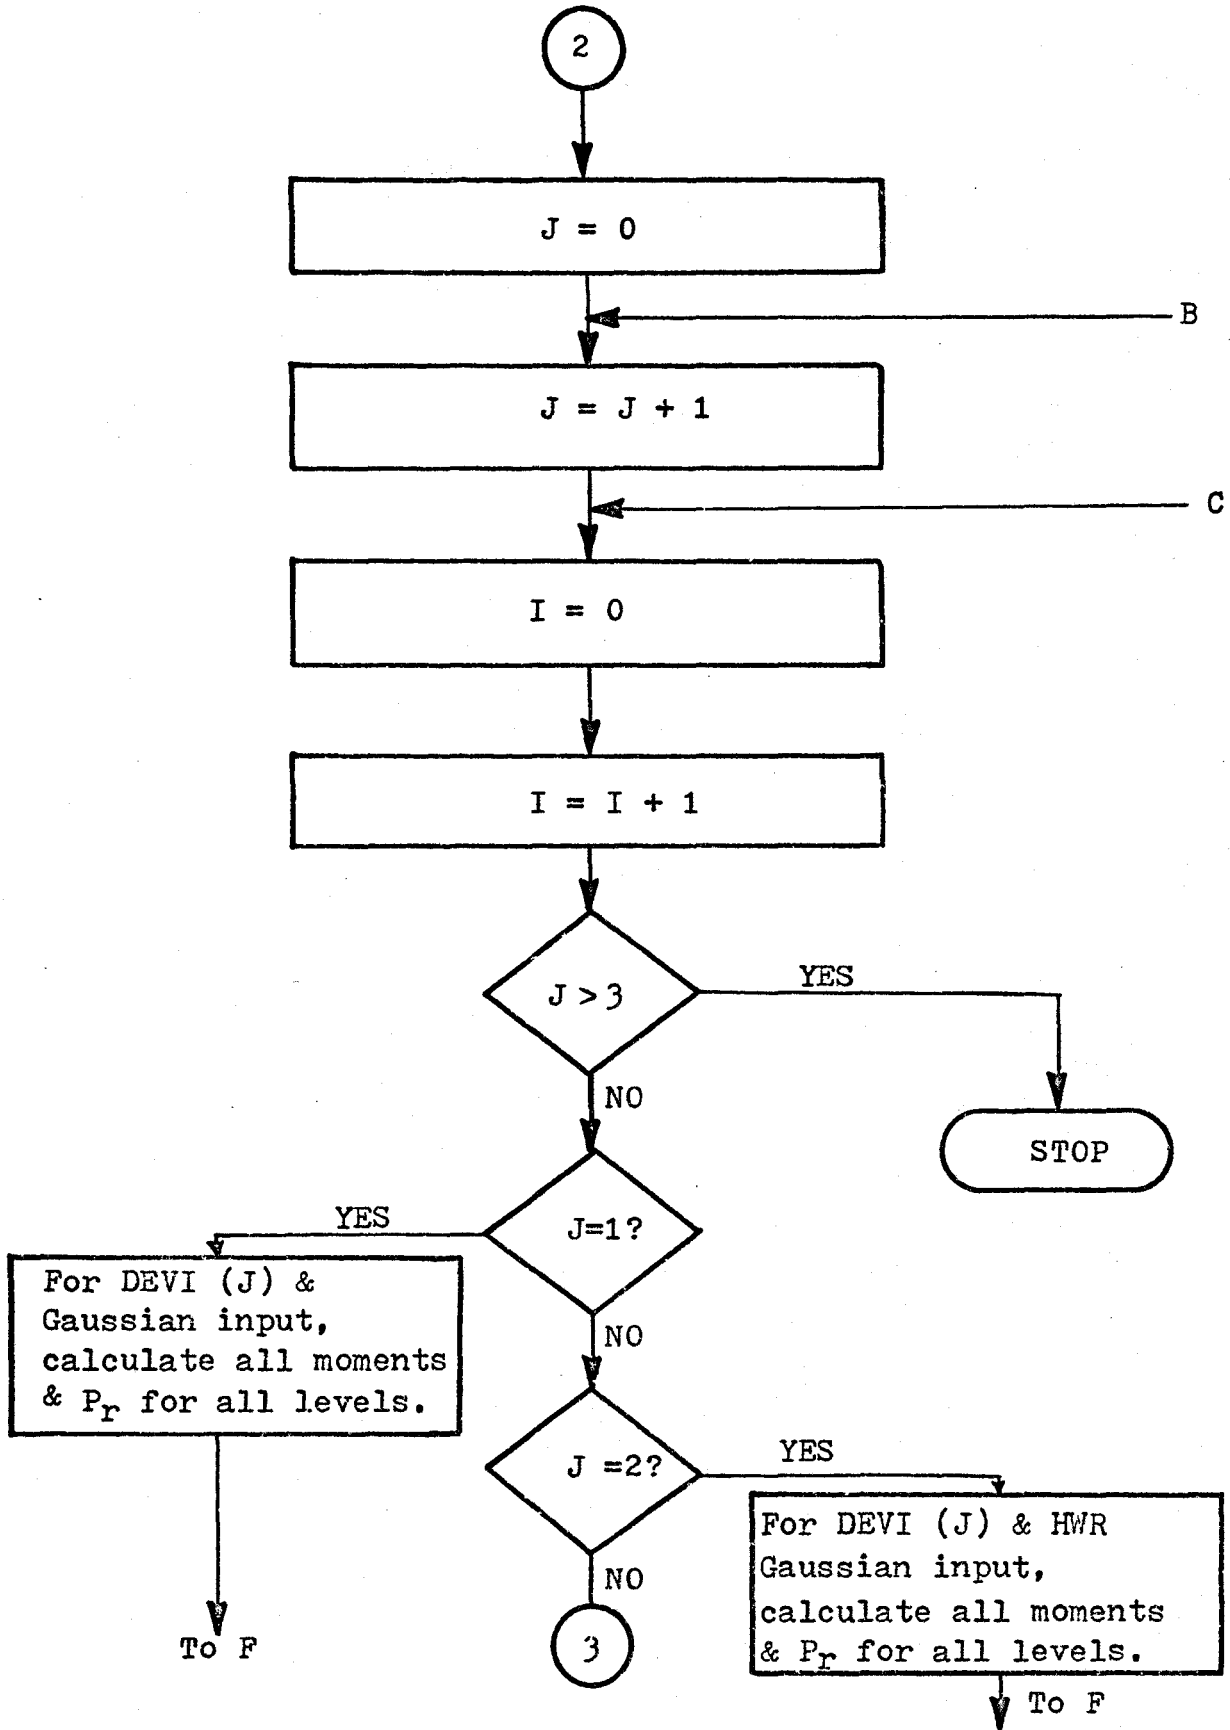 2
J = 0
B
J = J + 1
C
I = 0
I = I + 1
J > 3
YES
NO
STOP
J=1?
YES
For DEVI (J) &
Gaussian input,
calculate all moments
& Pr for all levels.
To F
NO
J =2?
YES
For DEVI (J) & HWR
Gaussian input,
calculate all moments
& Pr for all levels.
To F
NO
3